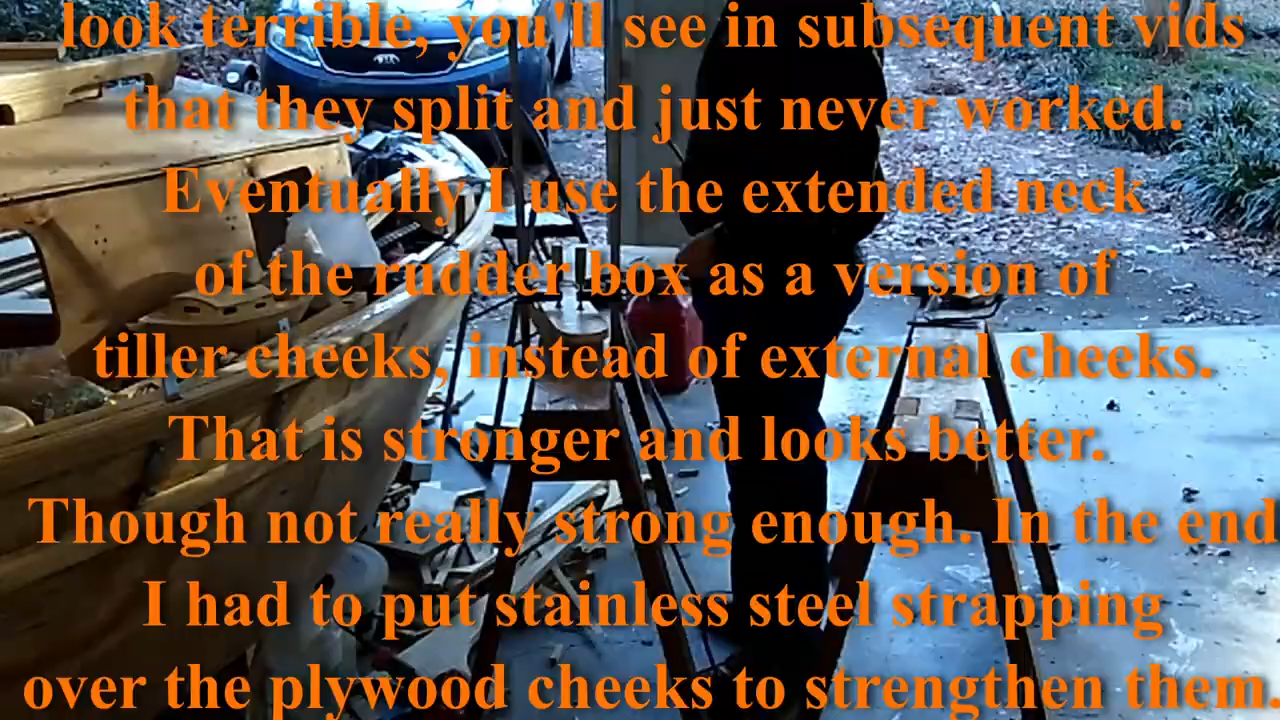 look terrible, you'll see in subsequent vids
that they split and just never worked.
Eventually I use the extended neck
of the rudder box as a version of
tiller cheeks, instead of external cheeks.
That is stronger and looks better.
Though not really strong enough. In the end
I had to put stainless steel strapping
over the plywood cheeks to strengthen them.
KIA